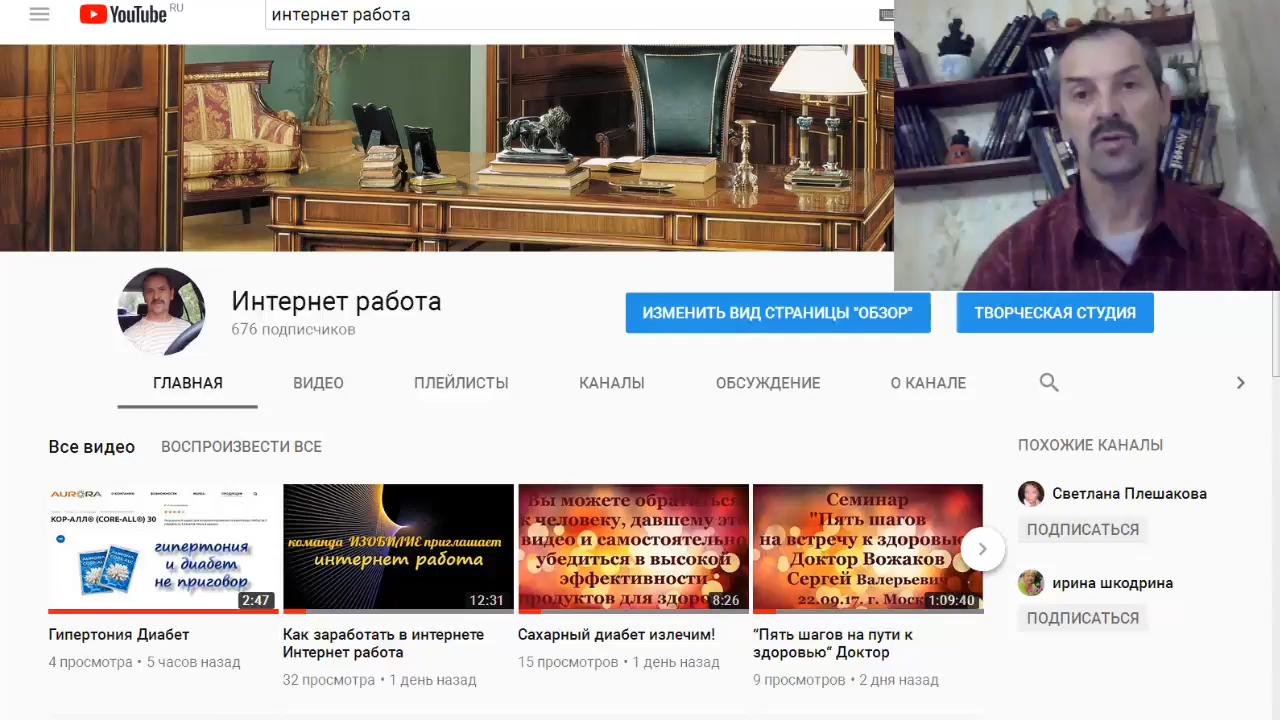 YouTube RU
интернет работа
Интернет работа
676 подписчиков
ИЗМЕНИТЬ ВИД СТРАНИЦЫ "ОБЗОР"
ТВОРЧЕСКАЯ СТУДИЯ
ГЛАВНАЯ
ВИДЕО
ПЛЕЙЛИСТЫ
КАНАЛЫ
ОБСУЖДЕНИЕ
О КАНАЛЕ
Все видео
ВОСПРОИЗВЕСТИ ВСЕ
AURORA
КОР-АЛЛ® (CORE-ALL®) 30
гипертония
и диабет
не приговор
2:47
Гипертония Диабет
4 просмотра • 5 часов назад
команда ИЗОБИЛИЕ приглашает
интернет работа
12:31
Как заработать в интернете
Интернет работа
32 просмотра • 1 день назад
Вы можете обратиться
к человеку, давшему это
видео и самостоятельно
убедиться в высокой
эффективности
продуктов для здоро
8:26
Сахарный диабет излечим!
15 просмотров • 1 день назад
Семинар
"Пять шагов
на встречу к здоровью
Доктор Вожаков
Сергей Валерьевич
22.09.17. г. Моск
1:09:40
“Пять шагов на пути к
здоровью“ Доктор
9 просмотров • 2 дня назад
ПОХОЖИЕ КАНАЛЫ
Светлана Плешакова
ПОДПИСАТЬСЯ
ирина шкодрина
ПОДПИСАТЬСЯ